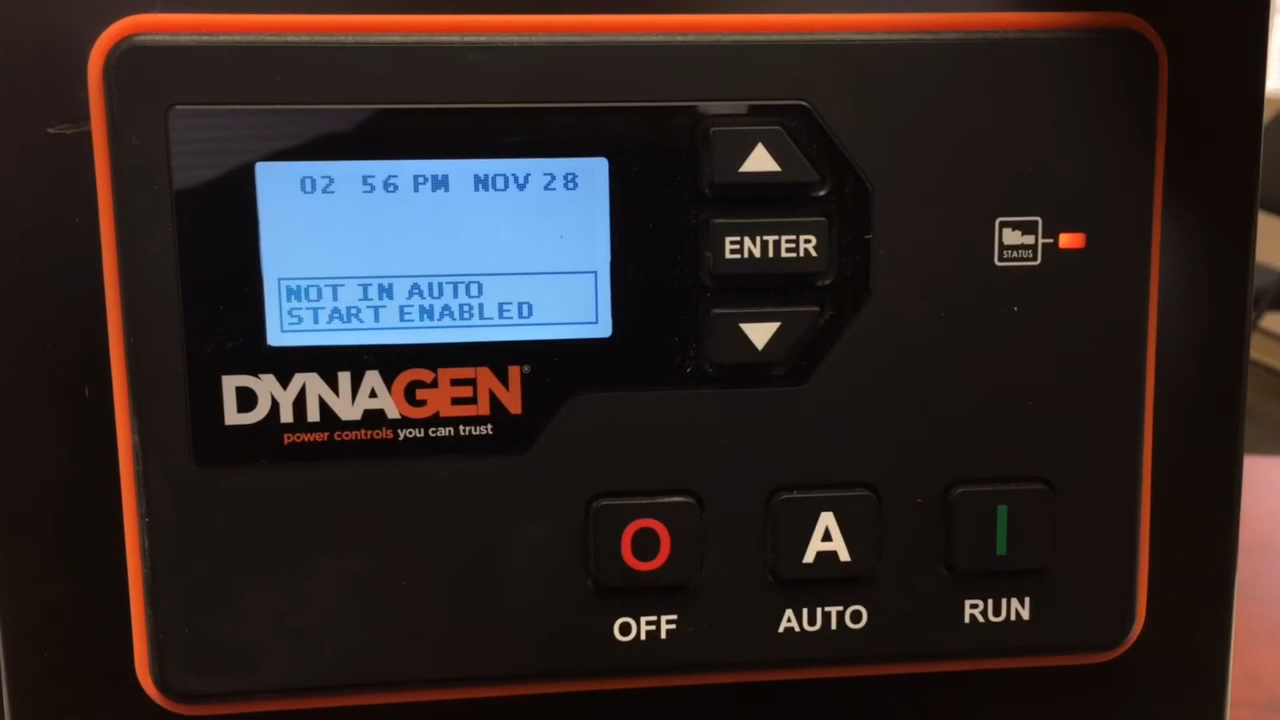 02 56 PM NOV 28
NOT IN AUTO
START ENABLED
DYNAGEN®
power controls you can trust
ENTER
STATUS
O
A
I
OFF
AUTO
RUN